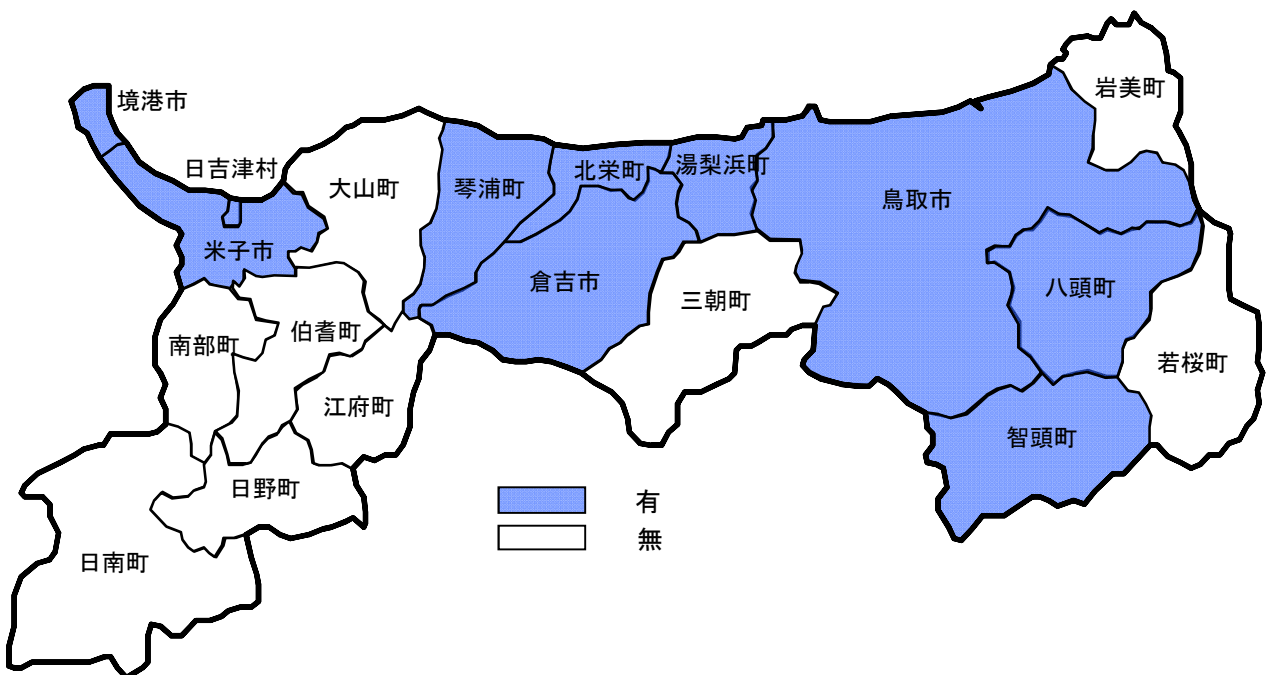 岩美町
境港市
日吉津村
大山町
琴浦町
北栄町
湯梨浜町
鳥取市
米子市
倉吉市
三朝町
八頭町
南部町
伯耆町
若桜町
江府町
智頭町
日野町
有
無
日南町